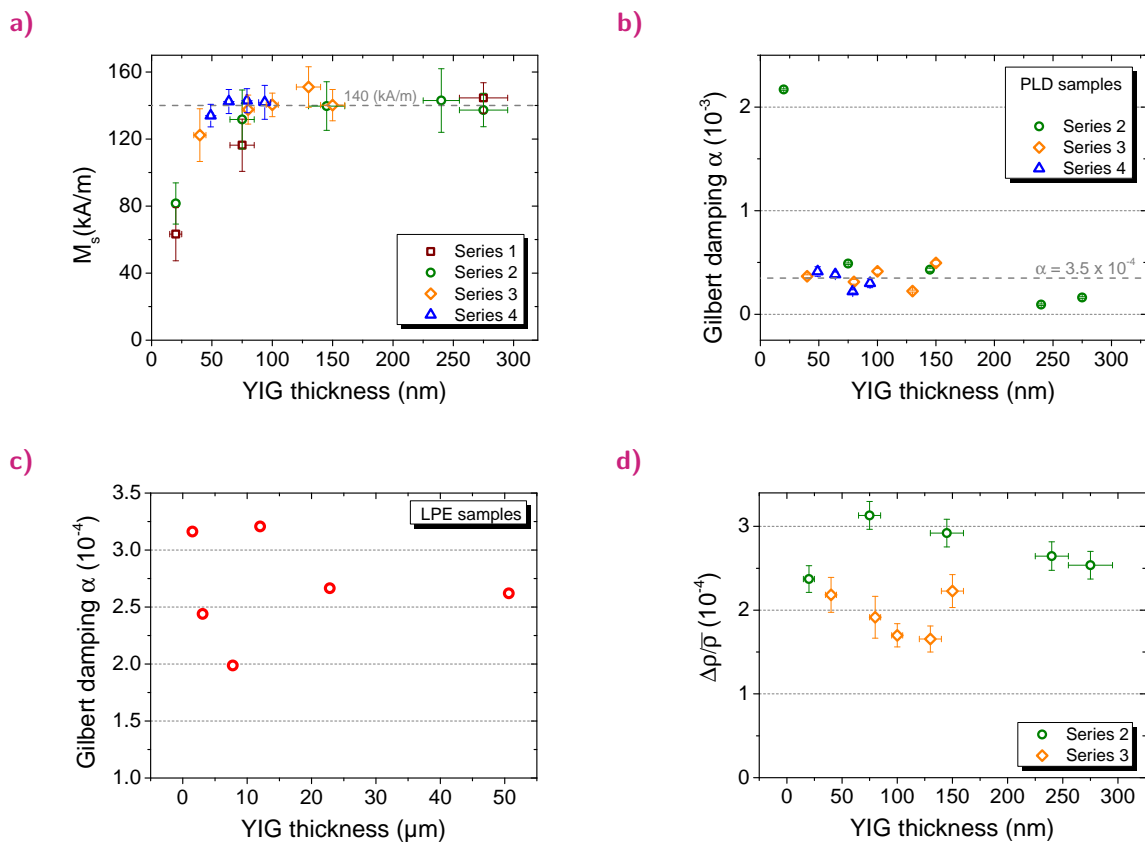 a)
160
120
80
40
0
M_s(kA/m)
140 (kA/m)
Series 1
Series 2
Series 3
Series 4
0 50 100 150 200 250 300
YIG thickness (nm)
b)
2
1
0
Gilbert damping α (10⁻³)
PLD samples
Series 2
Series 3
Series 4
α = 3.5 x 10⁻⁴
0 50 100 150 200 250 300
YIG thickness (nm)
c)
3.5
3.0
2.5
2.0
1.5
1.0
Gilbert damping α (10⁻⁴)
LPE samples
0 10 20 30 40 50
YIG thickness (µm)
d)
3
2
1
0
Δρ/ρ̅ (10⁻⁴)
Series 2
Series 3
0 50 100 150 200 250 300
YIG thickness (nm)